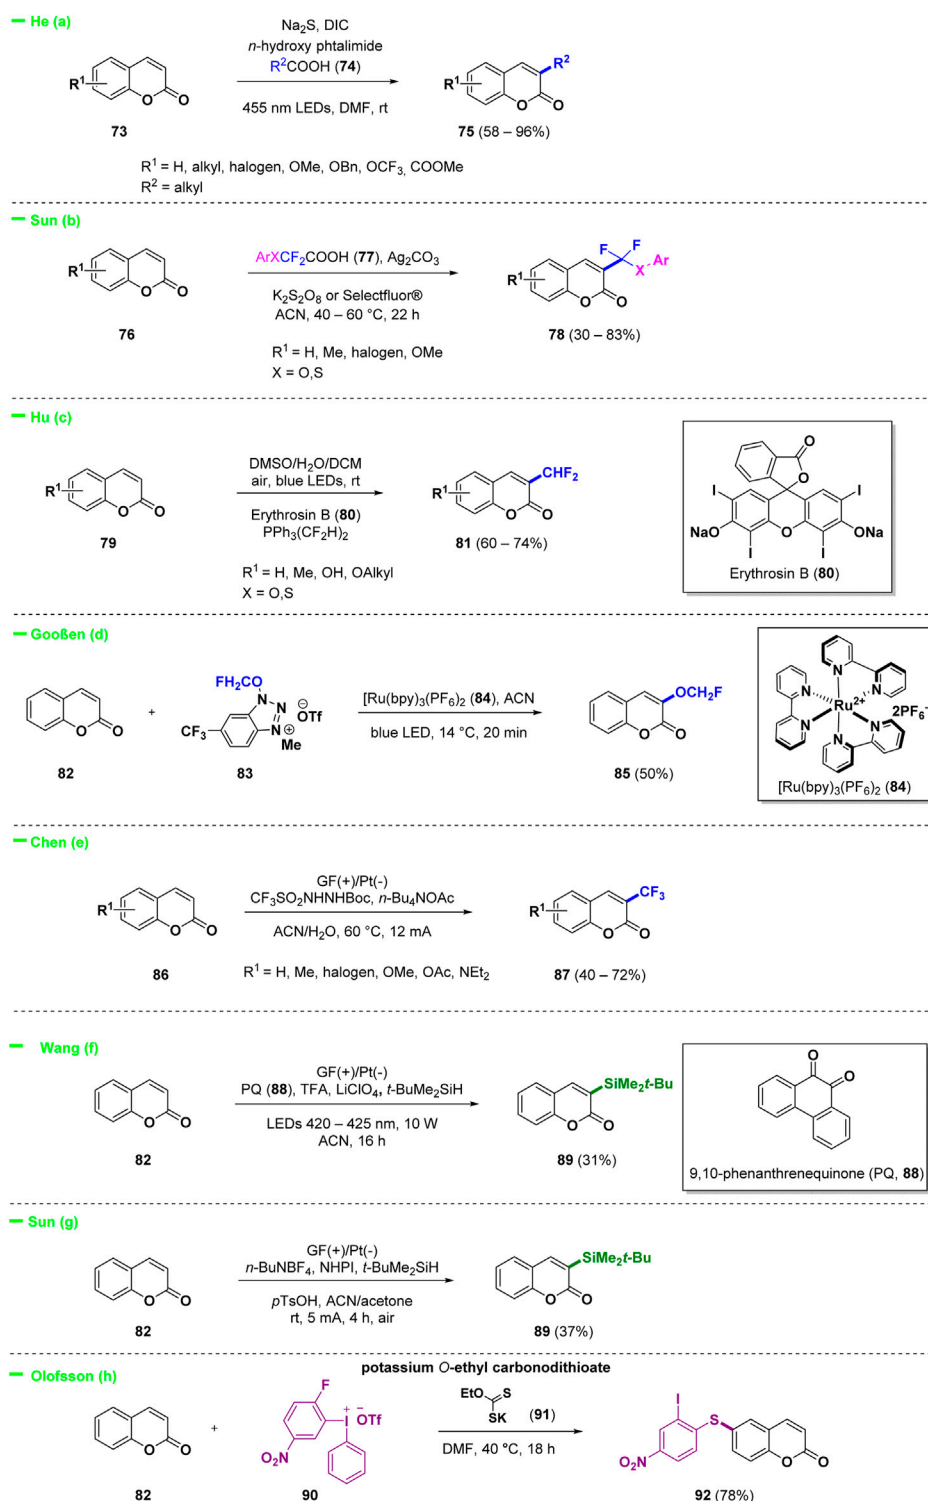 He (a)
Na₂S, DIC
n-hydroxy phtalimide
R²COOH (74)
455 nm LEDs, DMF, rt
R¹
O
O
73
R¹
R²
O
O
75 (58 – 96%)
R¹ = H, alkyl, halogen, OMe, OBn, OCF₃, COOMe
R² = alkyl
Sun (b)
R¹
O
O
76
ArXCF₂COOH (77), Ag₂CO₃
K₂S₂O₈ or Selectfluor®
ACN, 40 – 60 °C, 22 h
R¹ = H, Me, halogen, OMe
X = O,S
F
F
X
Ar
R¹
O
O
78 (30 – 83%)
Hu (c)
R¹
O
O
79
DMSO/H₂O/DCM
air, blue LEDs, rt
Erythrosin B (80)
PPh₃(CF₂H)₂
R¹ = H, Me, OH, OAlkyl
X = O,S
CHF₂
R¹
O
O
81 (60 – 74%)
O
O
I
I
NaO
O
ONa
I
I
Erythrosin B (80)
Gooßen (d)
O
O
82
+
FH₂CO
N
N
N
+
CF₃
Me
⊖
OTf
83
[Ru(bpy)₃(PF₆)₂ (84), ACN
blue LED, 14 °C, 20 min
OCH₂F
O
O
85 (50%)
N
N
N
N
N
N
Ru²⁺
2PF₆⁻
[Ru(bpy)₃(PF₆)₂ (84)
Chen (e)
R¹
O
O
86
GF(+)/Pt(-)
CF₃SO₂NHNHBoc, n-Bu₄NOAc
ACN/H₂O, 60 °C, 12 mA
R¹ = H, Me, halogen, OMe, OAc, NEt₂
CF₃
R¹
O
O
87 (40 – 72%)
Wang (f)
O
O
82
GF(+)/Pt(-)
PQ (88), TFA, LiClO₄, t-BuMe₂SiH
LEDs 420 – 425 nm, 10 W
ACN, 16 h
SiMe₂t-Bu
O
O
89 (31%)
O
O
9,10-phenanthrenequinone (PQ, 88)
Sun (g)
O
O
82
GF(+)/Pt(-)
n-BuNBF₄, NHPI, t-BuMe₂SiH
pTsOH, ACN/acetone
rt, 5 mA, 4 h, air
SiMe₂t-Bu
O
O
89 (37%)
Olofsson (h)
potassium O-ethyl carbonodithioate
O
O
82
+
F
I
+
−
OTf
O₂N
90
EtO
S
SK
(91)
DMF, 40 °C, 18 h
I
S
O₂N
O
O
92 (78%)